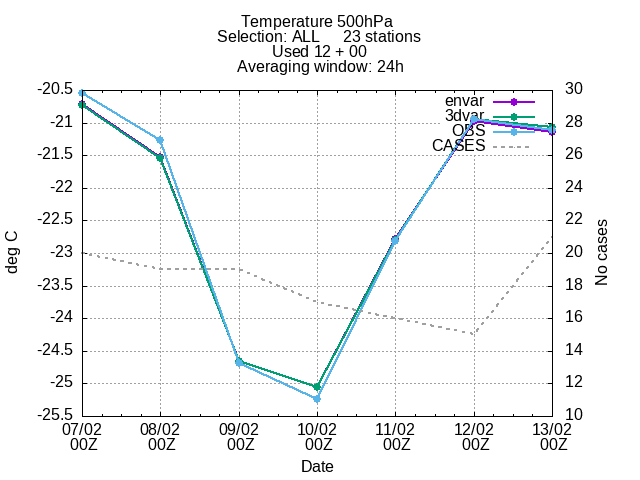 Temperature 500hPa
Selection: ALL 23 stations
Used 12 + 00
Averaging window: 24h
-20.5
-21
-21.5
-22
-22.5
-23
-23.5
-24
-24.5
-25
-25.5
deg C
envar
3dvar
OBS
CASES
30
28
26
24
22
20
18
16
14
12
10
No cases
07/02 08/02 09/02 10/02 11/02 12/02 13/02
00Z 00Z 00Z 00Z 00Z 00Z 00Z
Date